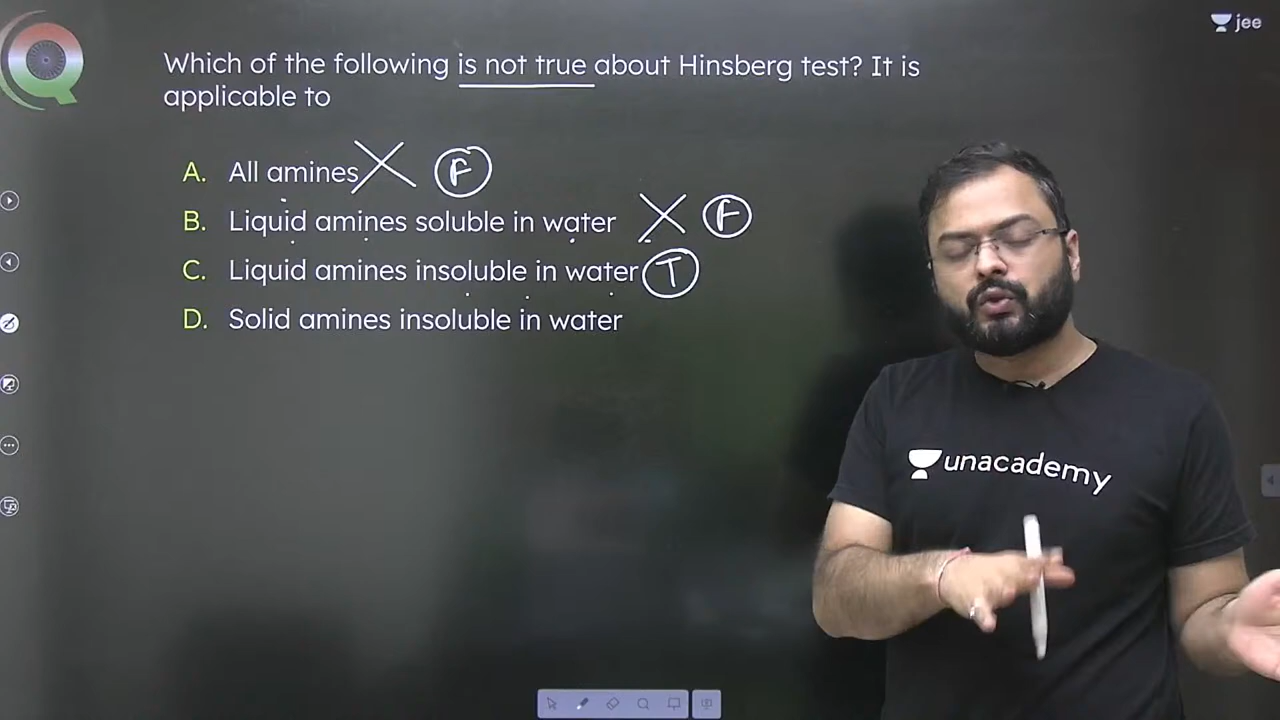 jee
Which of the following is not true about Hinsberg test? It is
applicable to
A. All amines X F
B. Liquid amines soluble in water X F
C. Liquid amines insoluble in water T
D. Solid amines insoluble in water
unacademy